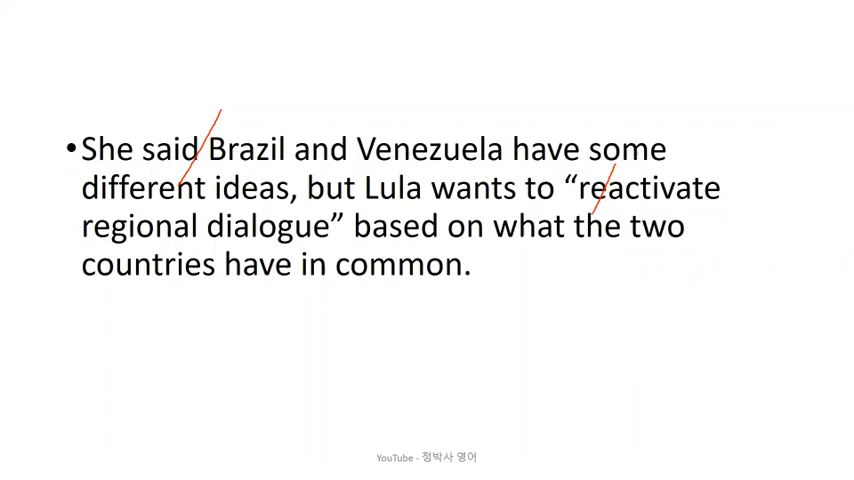 •She said Brazil and Venezuela have some
different ideas, but Lula wants to “reactivate
regional dialogue” based on what the two
countries have in common.
YouTube - 정박사 영어